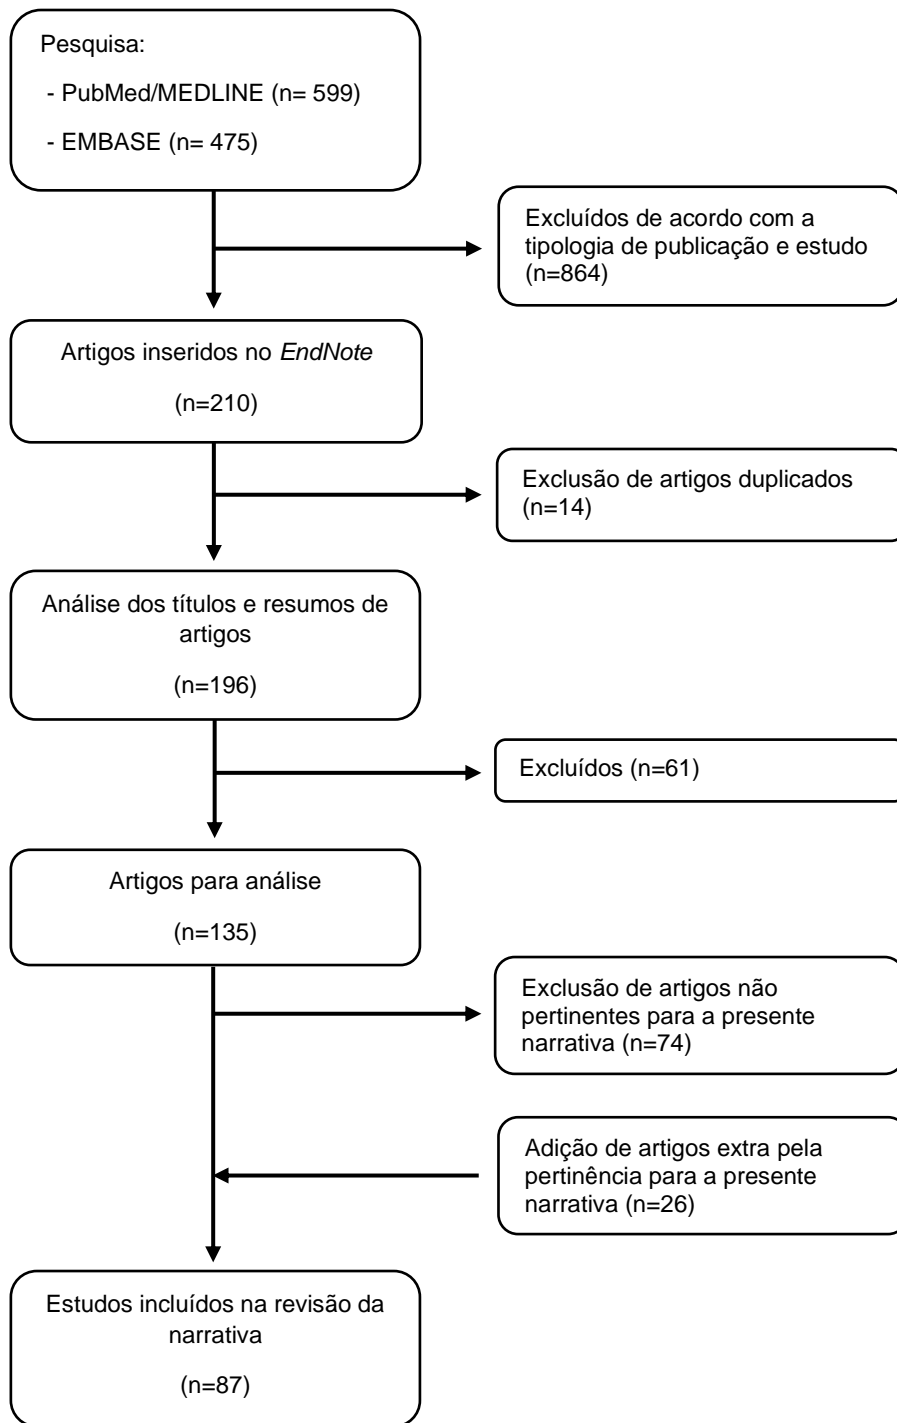 Pesquisa:
- PubMed/MEDLINE (n= 599)
- EMBASE (n= 475)
Excluídos de acordo com a
tipologia de publicação e estudo
(n=864)
Artigos inseridos no EndNote
(n=210)
Exclusão de artigos duplicados
(n=14)
Análise dos títulos e resumos de
artigos
(n=196)
Excluídos (n=61)
Artigos para análise
(n=135)
Exclusão de artigos não
pertinentes para a presente
narrativa (n=74)
Adição de artigos extra pela
pertinência para a presente
narrativa (n=26)
Estudos incluídos na revisão da
narrativa
(n=87)